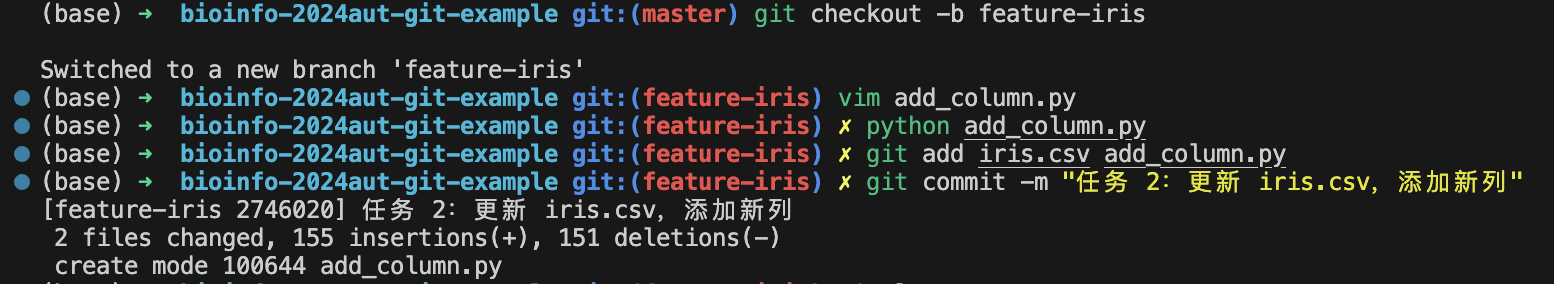 (base) ➜  bioinfo-2024aut-git-example git:(master) git checkout -b feature-iris
Switched to a new branch 'feature-iris'
(base) ➜  bioinfo-2024aut-git-example git:(feature-iris) vim add_column.py
(base) ➜  bioinfo-2024aut-git-example git:(feature-iris) ✗ python add_column.py
(base) ➜  bioinfo-2024aut-git-example git:(feature-iris) ✗ git add iris.csv add_column.py
(base) ➜  bioinfo-2024aut-git-example git:(feature-iris) ✗ git commit -m "任务 2: 更新 iris.csv, 添加新列"
[feature-iris 2746020] 任务 2: 更新 iris.csv, 添加新列
 2 files changed, 155 insertions(+), 151 deletions(-)
 create mode 100644 add_column.py